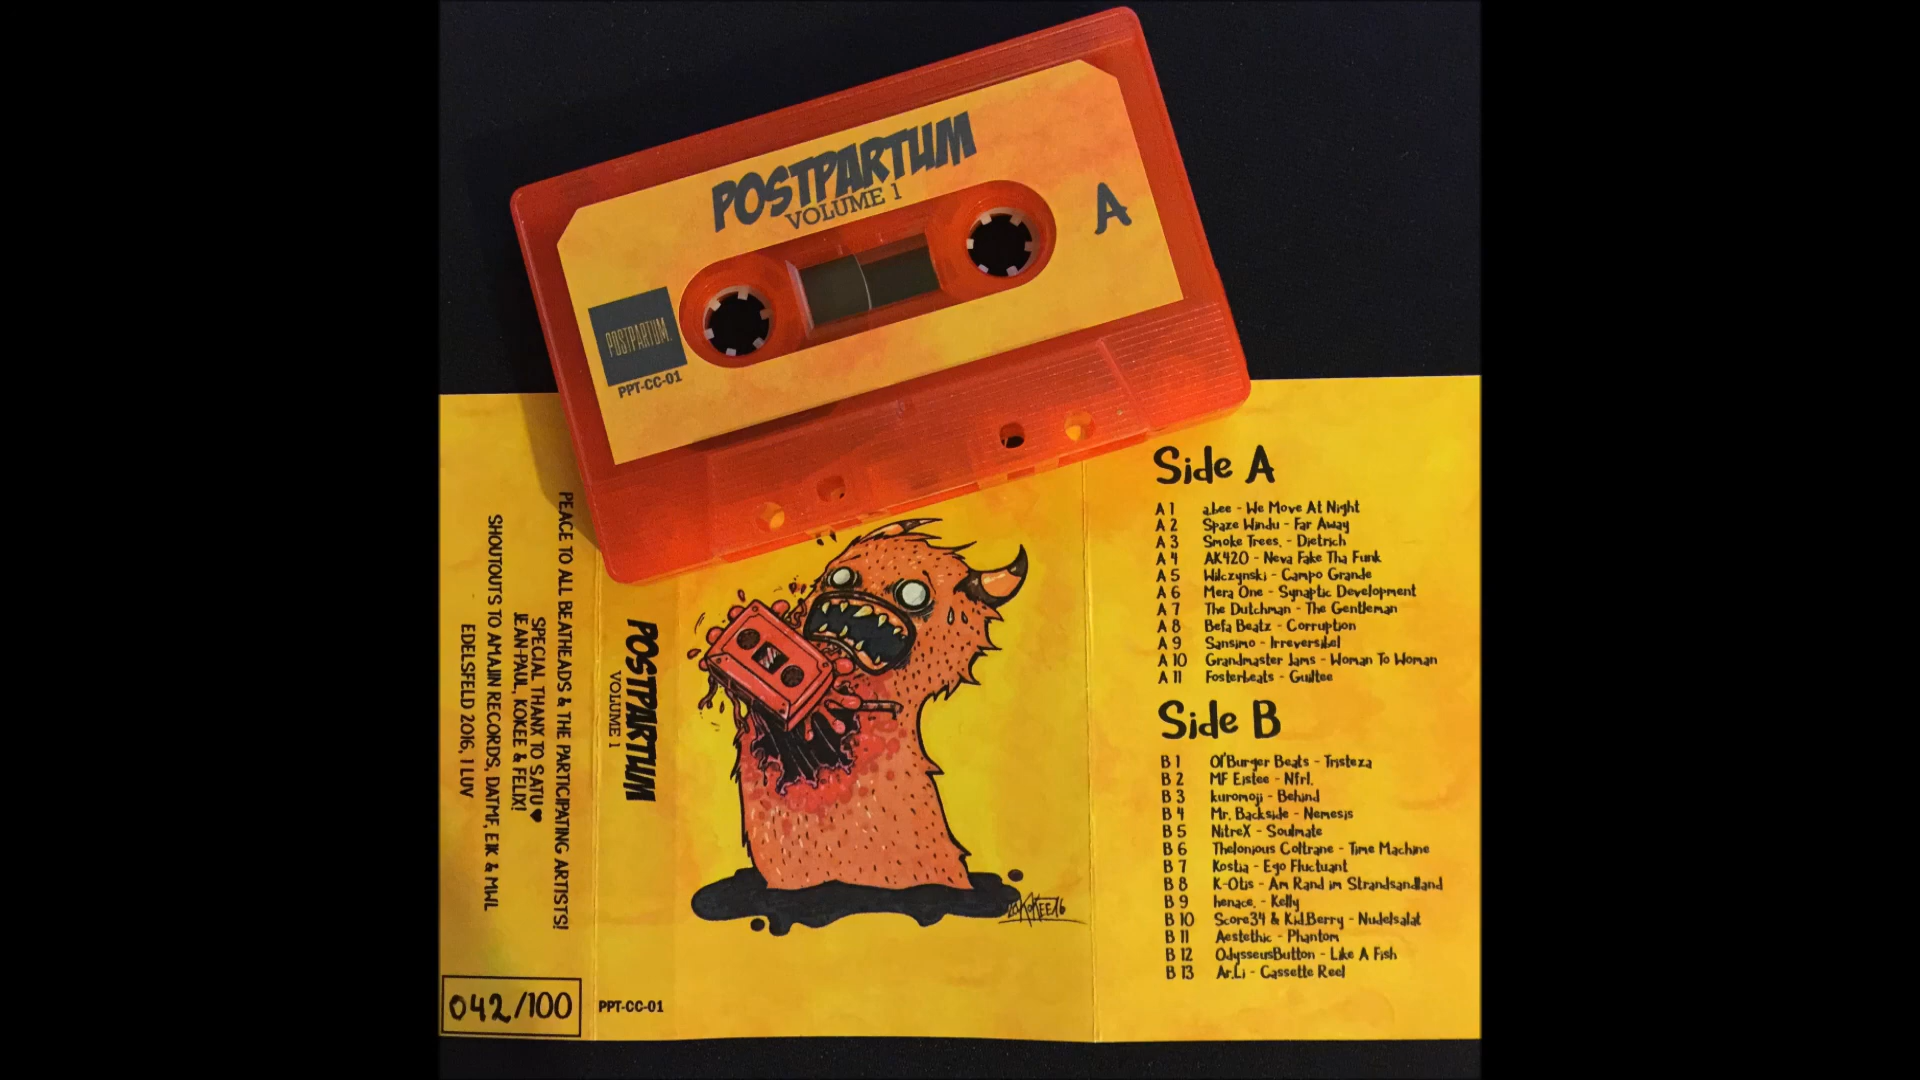 POSTPARTUM
VOLUME 1
A
POSTPARTUM.
PPT-CC-01
PEACE TO ALL BEATHEADS & THE PARTICIPATING ARTISTS!
SPECIAL THANX TO SATU♥
JEAN-PAUL, KOKEE & FELIX!
SHOUTOUTS TO AMAJIN RECORDS, DATMF, EIK & MWL
EDELSFELD 2016, 1 LUV
042/100
POSTPARTUM
VOLUME 1
PPT-CC-01
KOKEE16
Side A
A 1 a.Lee - We Move At Night
A 2 Spaze Windu - Far Away
A 3 Smoke Trees. - Dietrich
A 4 AK420 - Neva Fake Tha Funk
A 5 Wilczynski - Campo Grande
A 6 Mera One - Synaptic Development
A 7 The Dutchman - The Gentleman
A 8 Befa Beatz - Corruption
A 9 Sansimo - Irreversibel
A 10 Grandmaster Jams - Woman To Woman
A 11 Fosterbeats - Guiltee
Side B
B 1 Ol'Burger Beats - Tristeza
B 2 MF Eistee - Nfrl.
B 3 kuromoji - Behind
B 4 Mr. Backside - Nemesis
B 5 NitreX - Soulmate
B 6 Thelonious Coltrane - Time Machine
B 7 Kostia - Ego Fluctuant
B 8 K-Otis - Am Rand im Strandsandland
B 9 henace. - Kelly
B 10 Score34 & Kid.Berry - Nudelsalat
B 11 Aestethic - Phantom
B 12 OdysseusButton - Like A Fish
B 13 Ar.Li - Cassette Reel